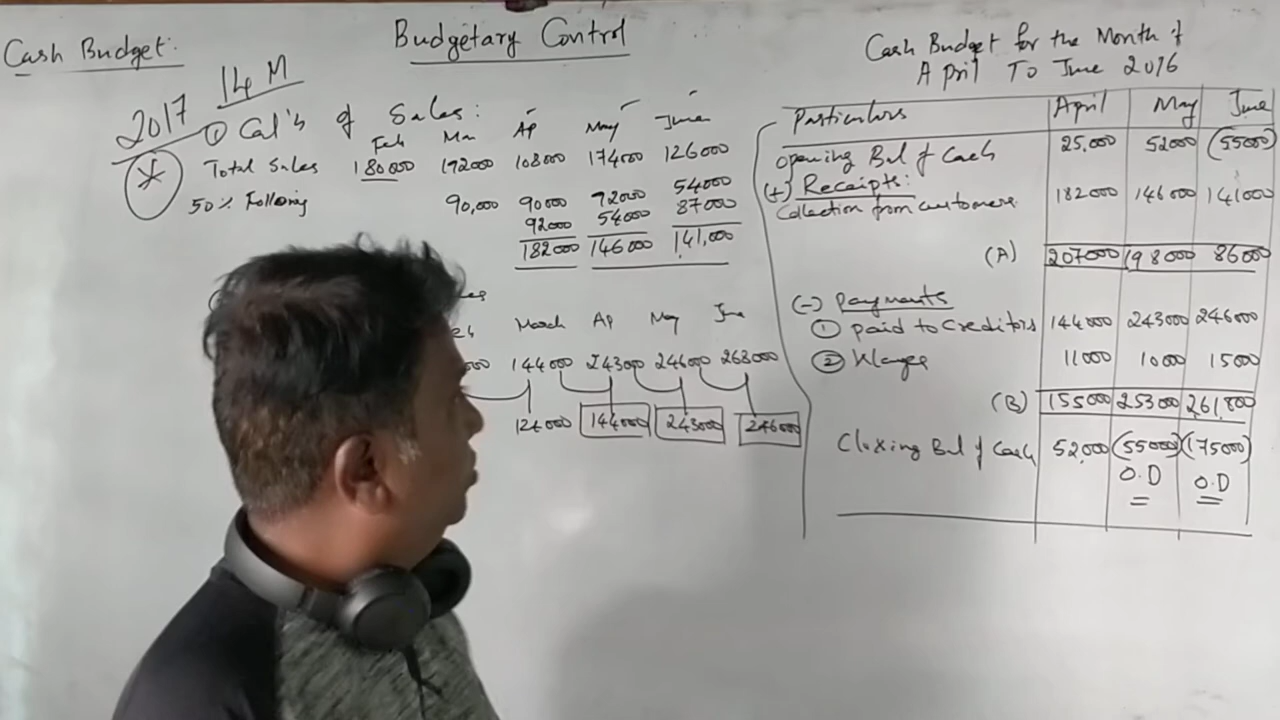 Cash Budget:
Budgetary Control
2017 14 M
① Cal's of Sales:
Feb Mar AP May June
Total Sales 180000 192000 108000 174000 126000
50% Following 90,000 90000 72000 54000
92000 54000 87000
182000 146000 141,000
March AP May June
144000 243000 246000 268000
124000 144000 243000 246000
Cash Budget for the Month of
April To June 2016
Particulars April May June
Opening Bal of Cash 25,000 52000 (55000)
(+) Receipts:
Collection from customers 182000 146000 141000
(A) 207000 198000 86000
(-) Payments
① Paid to Creditors 144000 243000 246000
② Wages 11000 10000 15000
(B) 155000 253000 261,800
Closing Bal of Cash 52,000 (55000) (175000)
O.D O.D